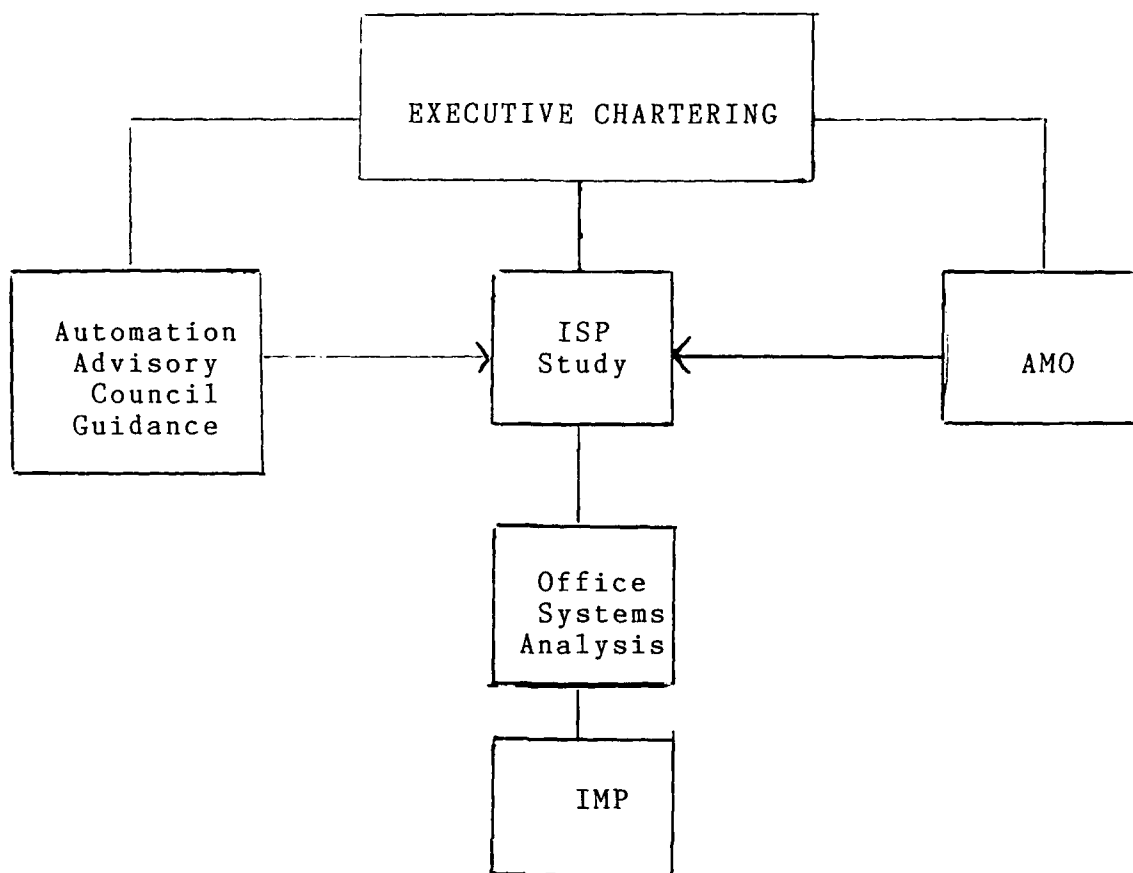 EXECUTIVE CHARTERING
Automation
Advisory
Council
Guidance
ISP
Study
AMO
Office
Systems
Analysis
IMP